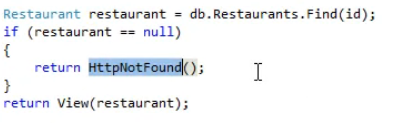 Restaurant restaurant = db.Restaurants.Find(id);
if (restaurant == null)
{
    return HttpNotFound();
}
return View(restaurant);